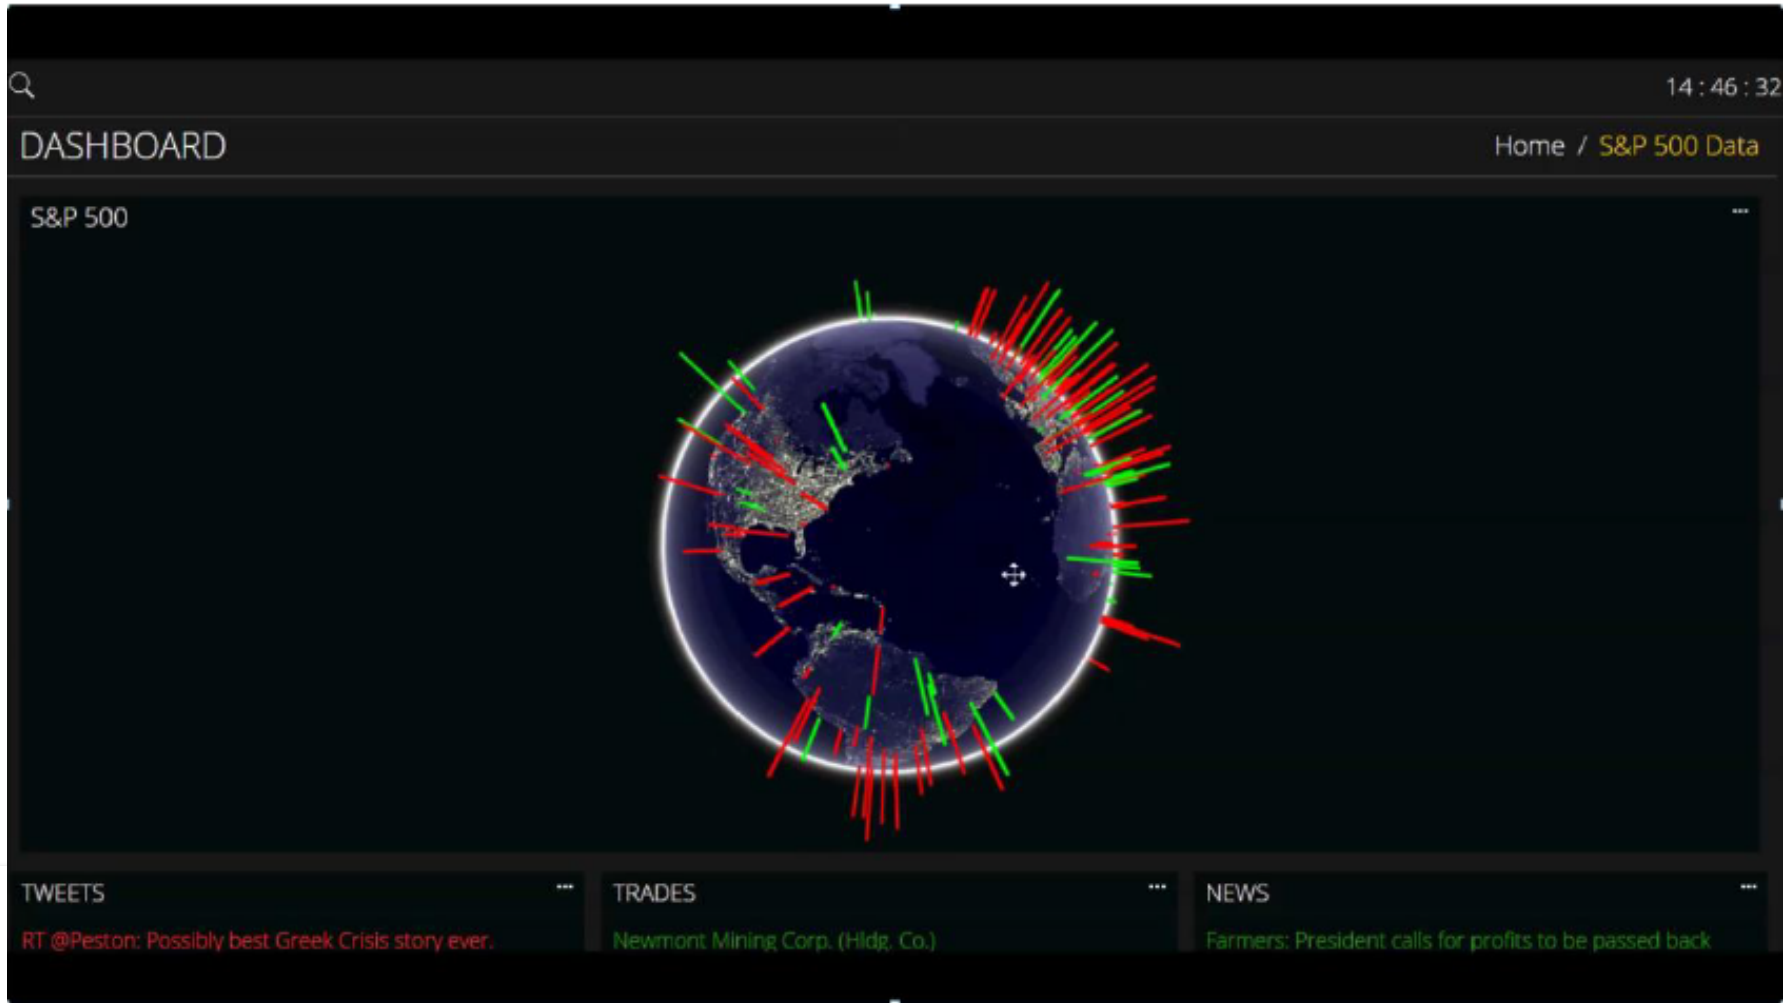 14 : 46 : 32
DASHBOARD
Home / S&P 500 Data
S&P 500
TWEETS
RT @Peston: Possibly best Greek Crisis story ever.
TRADES
Newmont Mining Corp. (Hldg. Co.)
NEWS
Farmers: President calls for profits to be passed back